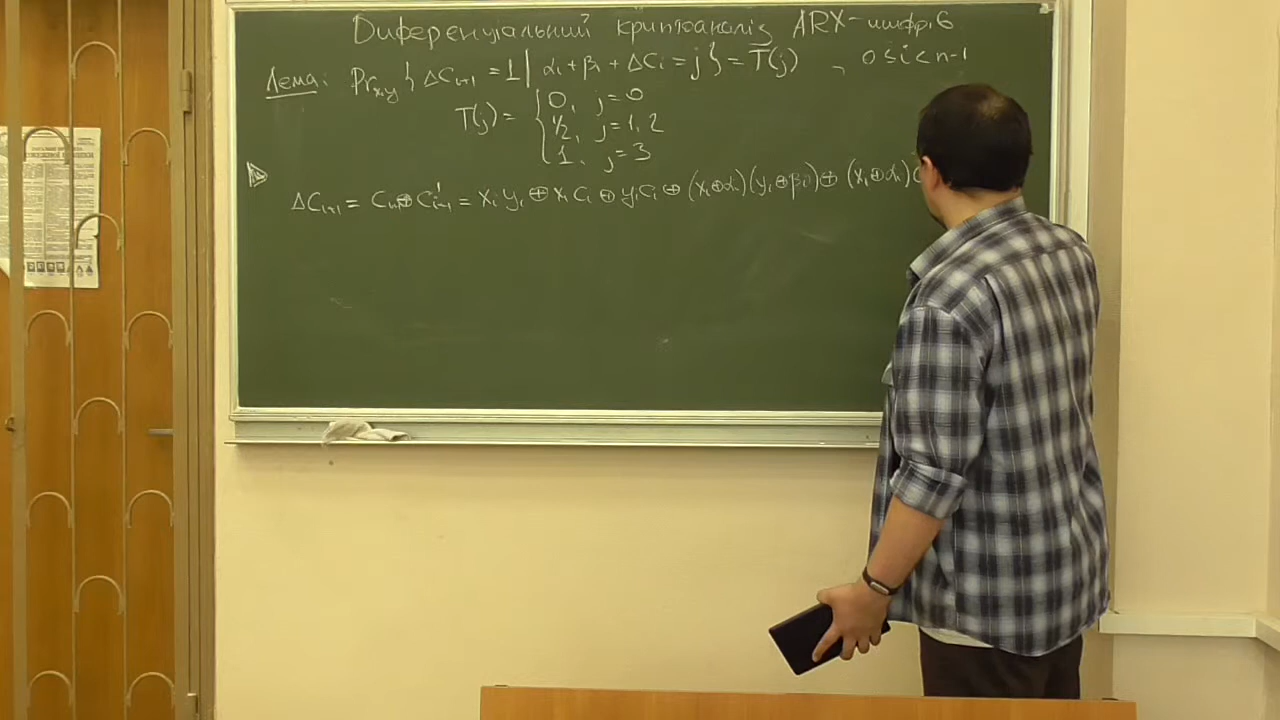 Диференціальний криптоаналіз ARX-шифрів
Лема: Pr_{x,y} { ΔC_{i+1} = 1 | α_i + β_i + ΔC_i = j } = T(j) , 0 ≤ i < n-1
T(j) = { 0, j=0
1/2, j=1,2
1, j=3
ΔC_{i+1} = C_{i+1} ⊕ C'_{i+1} = x_i y_i ⊕ x_i C_i ⊕ y_i C_i ⊕ (x_i⊕α_i)(y_i⊕β_i) ⊕ (x_i⊕α_i)